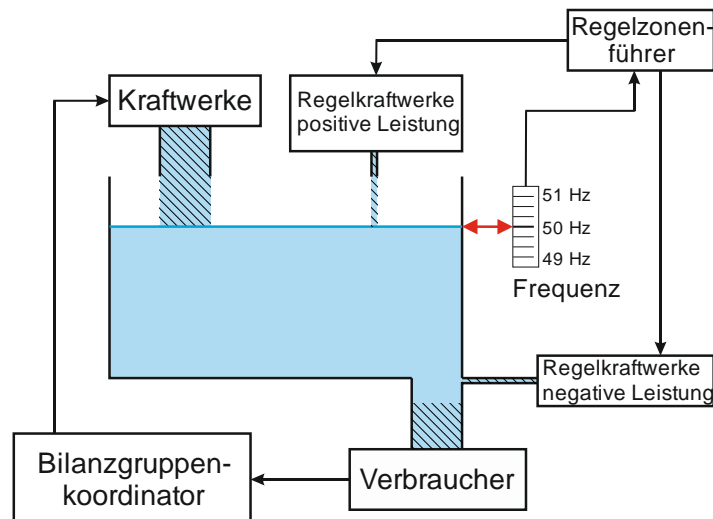 Regelzonen-
führer
Kraftwerke
Regelkraftwerke
positive Leistung
51 Hz
50 Hz
49 Hz
Frequenz
Regelkraftwerke
negative Leistung
Bilanzgruppen-
koordinator
Verbraucher